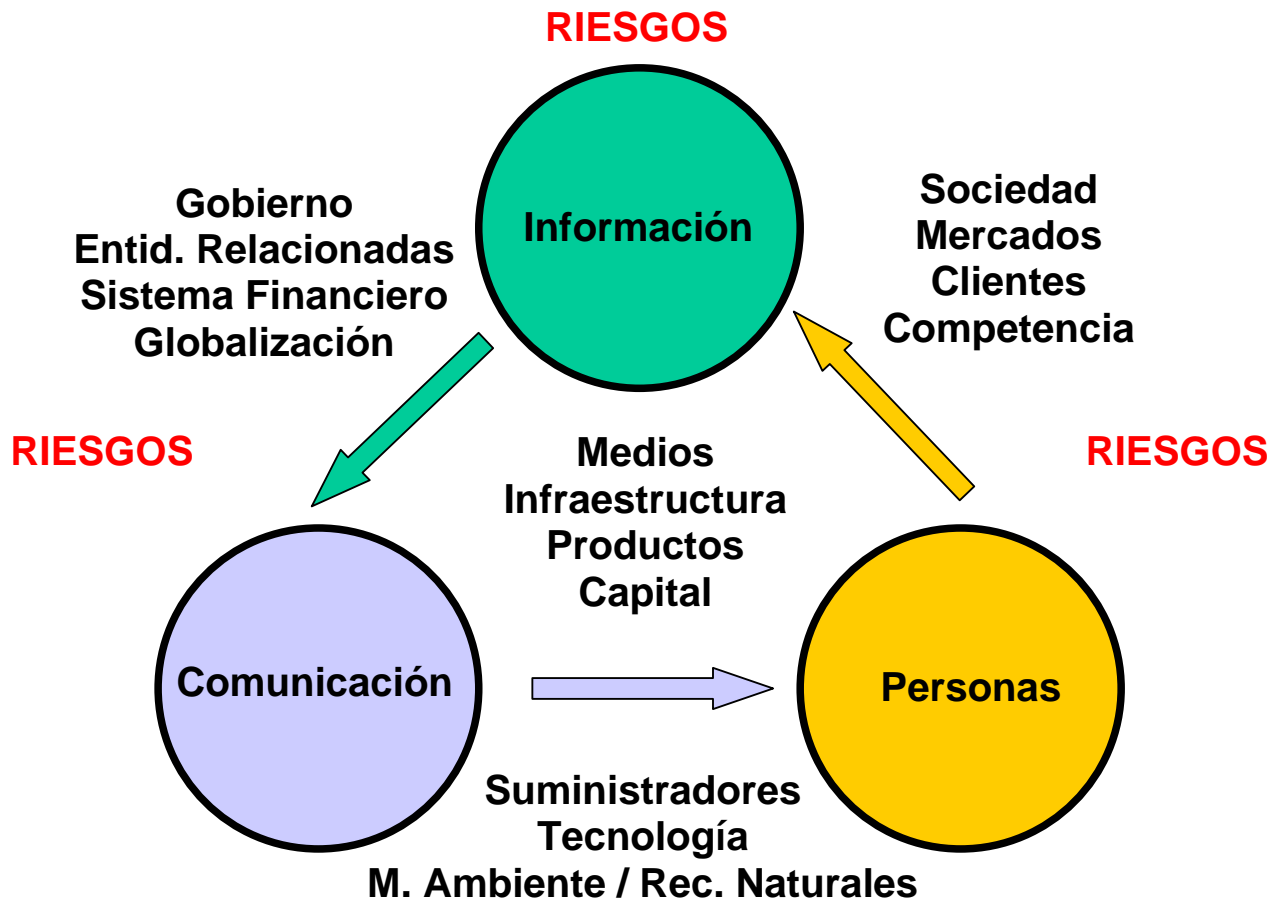 RIESGOS
Información
Gobierno
Entid. Relacionadas
Sistema Financiero
Globalización
Sociedad
Mercados
Clientes
Competencia
RIESGOS
Medios
Infraestructura
Productos
Capital
RIESGOS
Comunicación
Personas
Suministradores
Tecnología
M. Ambiente / Rec. Naturales